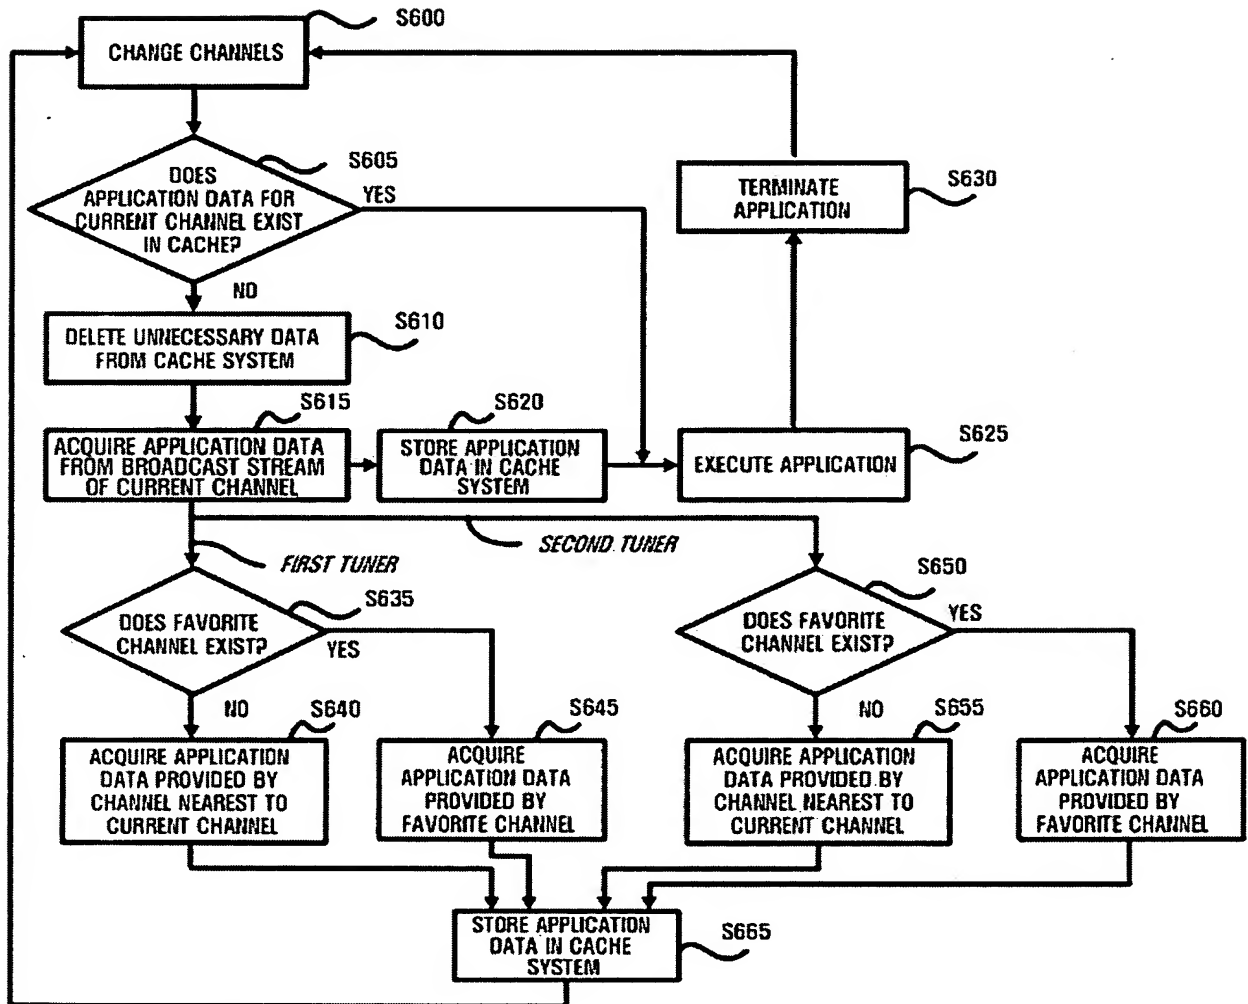 S600
CHANGE CHANNELS
S605
DOES
APPLICATION DATA FOR
CURRENT CHANNEL EXIST
IN CACHE?
YES
NO
TERMINATE
APPLICATION
S630
DELETE UNNECESSARY DATA
FROM CACHE SYSTEM
S610
S615
ACQUIRE APPLICATION DATA
FROM BROADCAST STREAM
OF CURRENT CHANNEL
S620
STORE APPLICATION
DATA IN CACHE
SYSTEM
EXECUTE APPLICATION
S625
FIRST TUNER
SECOND TUNER
S635
DOES FAVORITE
CHANNEL EXIST?
YES
NO
S650
DOES FAVORITE
CHANNEL EXIST?
YES
NO
S640
ACQUIRE APPLICATION
DATA PROVIDED BY
CHANNEL NEAREST TO
CURRENT CHANNEL
S645
ACQUIRE
APPLICATION DATA
PROVIDED BY
FAVORITE CHANNEL
S655
ACQUIRE APPLICATION
DATA PROVIDED BY
CHANNEL NEAREST TO
CURRENT CHANNEL
S660
ACQUIRE
APPLICATION DATA
PROVIDED BY
FAVORITE CHANNEL
STORE APPLICATION
DATA IN CACHE
SYSTEM
S665